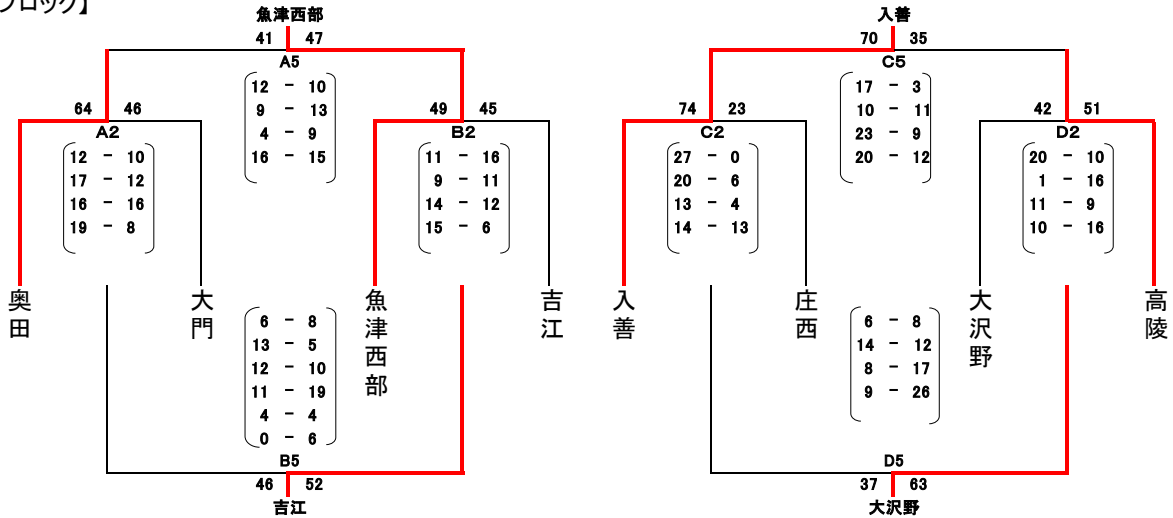 ブロック】
魚津西部
41 47
A5
12 - 10
9 - 13
4 - 9
16 - 15
64 46
A2
12 - 10
17 - 12
16 - 16
19 - 8
49 45
B2
11 - 16
9 - 11
14 - 12
15 - 6
奥田
大門
魚津西部
吉江
6 - 8
13 - 5
12 - 10
11 - 19
4 - 4
0 - 6
B5
46 52
吉江
入善
70 35
C5
17 - 3
10 - 11
23 - 9
20 - 12
74 23
C2
27 - 0
20 - 6
13 - 4
14 - 13
42 51
D2
20 - 10
1 - 16
11 - 9
10 - 16
入善
庄西
大沢野
高陵
6 - 8
14 - 12
8 - 17
9 - 26
D5
37 63
大沢野